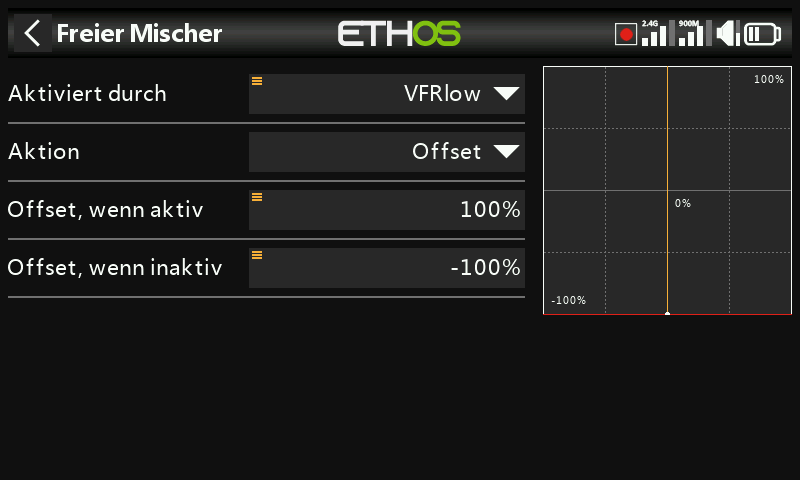 Freier Mischer
ETHOS
2.4G
900M
Aktiviert durch
VFRlow
Aktion
Offset
Offset, wenn aktiv
100%
Offset, wenn inaktiv
-100%
100%
0%
-100%